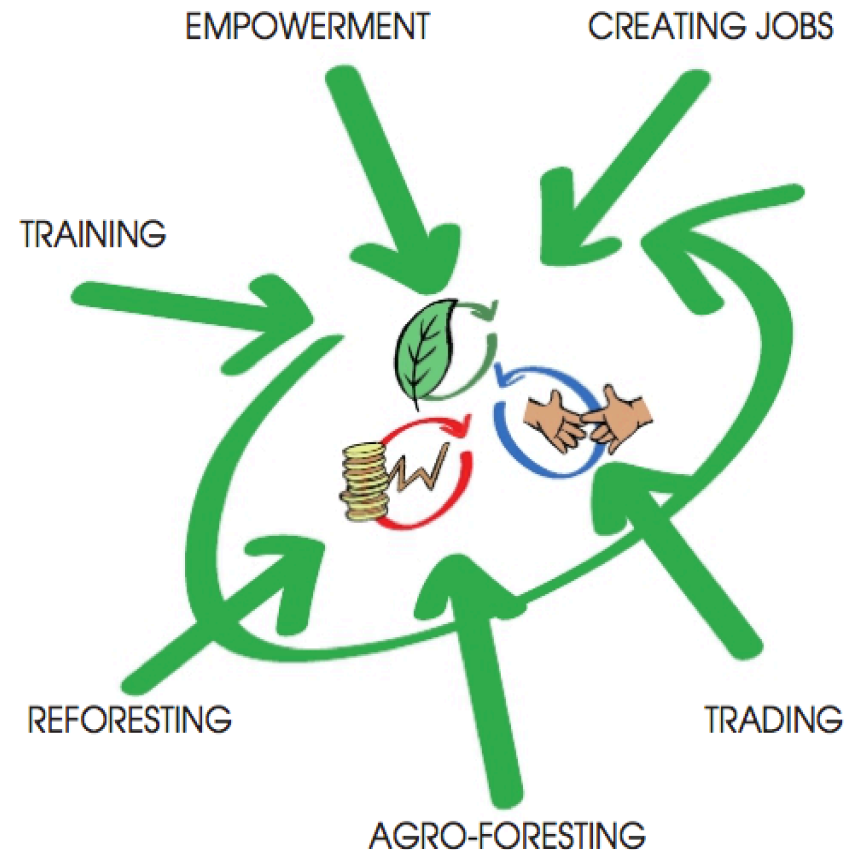 EMPOWERMENT
CREATING JOBS
TRAINING
REFORESTING
TRADING
AGRO-FORESTING